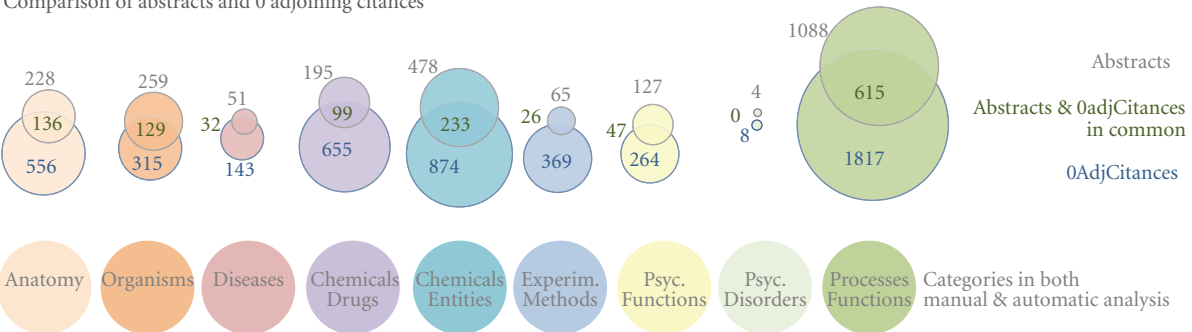 Comparison of abstracts and 0 adjoining citances
228
136
556
259
129
315
51
32
143
195
99
655
478
233
874
65
26
369
127
47
264
4
0
8
1088
615
1817
Abstracts
Abstracts & 0adjCitances
in common
0AdjCitances
Anatomy
Organisms
Diseases
Chemicals
Drugs
Chemicals
Entities
Experim.
Methods
Psyc.
Functions
Psyc.
Disorders
Processes
Functions
Categories in both
manual & automatic analysis